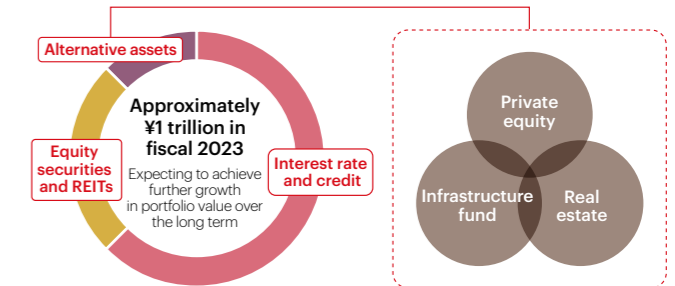 Alternative assets
Approximately
¥1 trillion in
fiscal 2023
Expecting to achieve
further growth
in portfolio value over
the long term
Equity
securities
and REITs
Interest rate
and credit
Private
equity
Infrastructure
fund
Real
estate